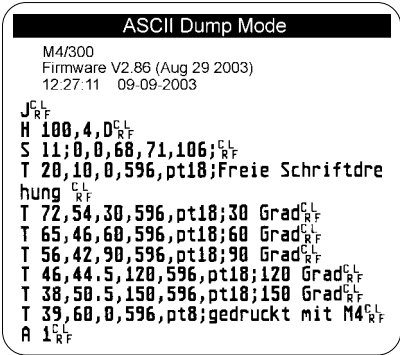 ASCII Dump Mode
M4/300
Firmware V2.86 (Aug 29 2003)
12:27:11 09-09-2003
J␍␊
H 100,4,D␍␊
S l1;0,0,68,71,106;␍␊
T 20,10,0,596,pt18;Freie Schriftdre
hung ␍␊
T 72,54,30,596,pt18;30 Grad␍␊
T 65,46,60,596,pt18;60 Grad␍␊
T 56,42,90,596,pt18;90 Grad␍␊
T 46,44.5,120,596,pt18;120 Grad␍␊
T 38,50.5,150,596,pt18;150 Grad␍␊
T 39,60,0,596,pt8;gedruckt mit M4␍␊
A 1␍␊